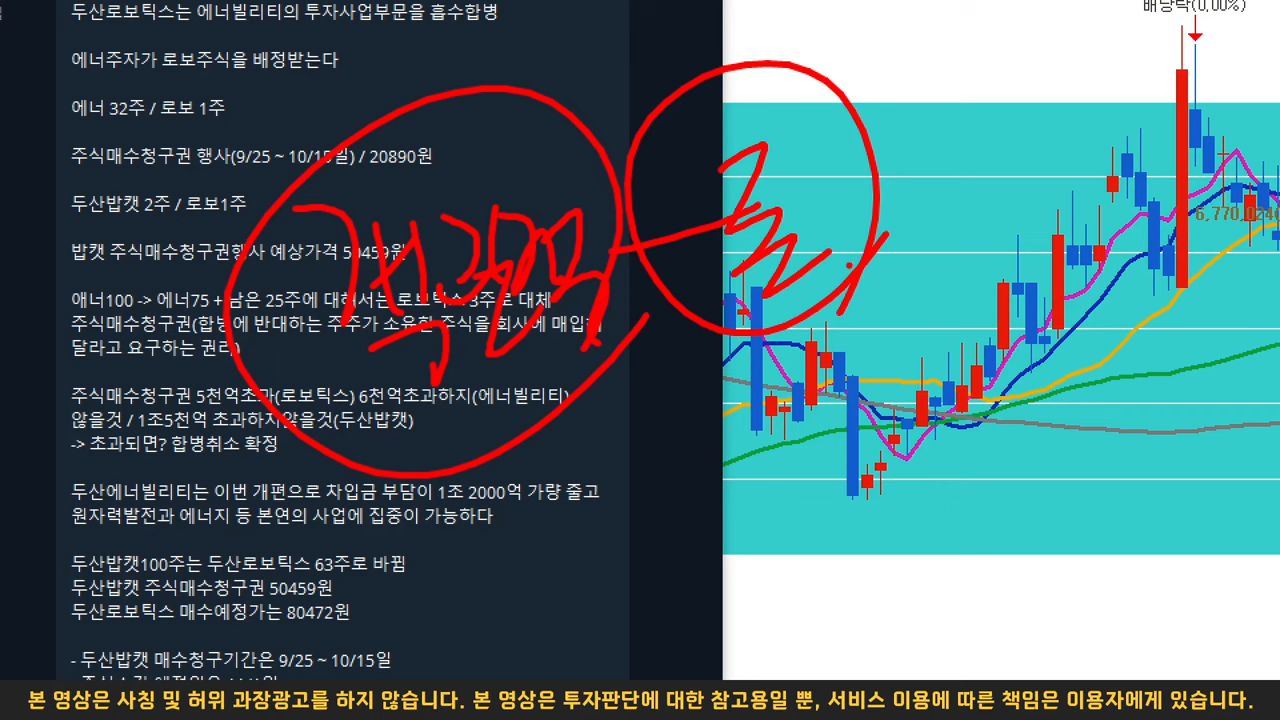 두산로보틱스는 에너빌리티의 투자사업부문을 흡수합병
에너주자가 로보주식을 배정받는다
에너 32주 / 로보 1주
주식매수청구권 행사(9/25 ~ 10/15일) / 20890원
두산밥캣 2주 / 로보1주
밥캣 주식매수청구권행사 예상가격 50459원
애너100 -> 에너75 + 남은 25주에 대해서는 로보틱스 3주로 대체
주식매수청구권(합병에 반대하는 주주가 소유한 주식을 회사에 매입해
달라고 요구하는 권리)
주식매수청구권 5천억초과(로보틱스) 6천억초과하지(에너빌리티)
않을것 / 1조5천억 초과하지않을것(두산밥캣)
-> 초과되면? 합병취소 확정
두산에너빌리티는 이번 개편으로 차입금 부담이 1조 2000억 가량 줄고
원자력발전과 에너지 등 본연의 사업에 집중이 가능하다
두산밥캣100주는 두산로보틱스 63주로 바뀜
두산밥캣 주식매수청구권 50459원
두산로보틱스 매수예정가는 80472원
- 두산밥캣 매수청구기간은 9/25 ~ 10/15일
배당락(0,00%)
본 영상은 사칭 및 허위 과장광고를 하지 않습니다. 본 영상은 투자판단에 대한 참고용일 뿐, 서비스 이용에 따른 책임은 이용자에게 있습니다.